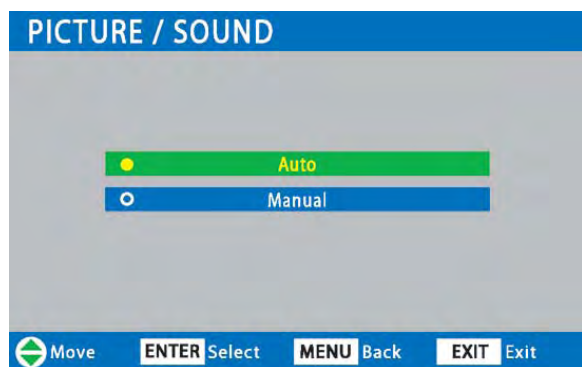 PICTURE / SOUND
Auto
Manual
Move ENTER Select MENU Back EXIT Exit